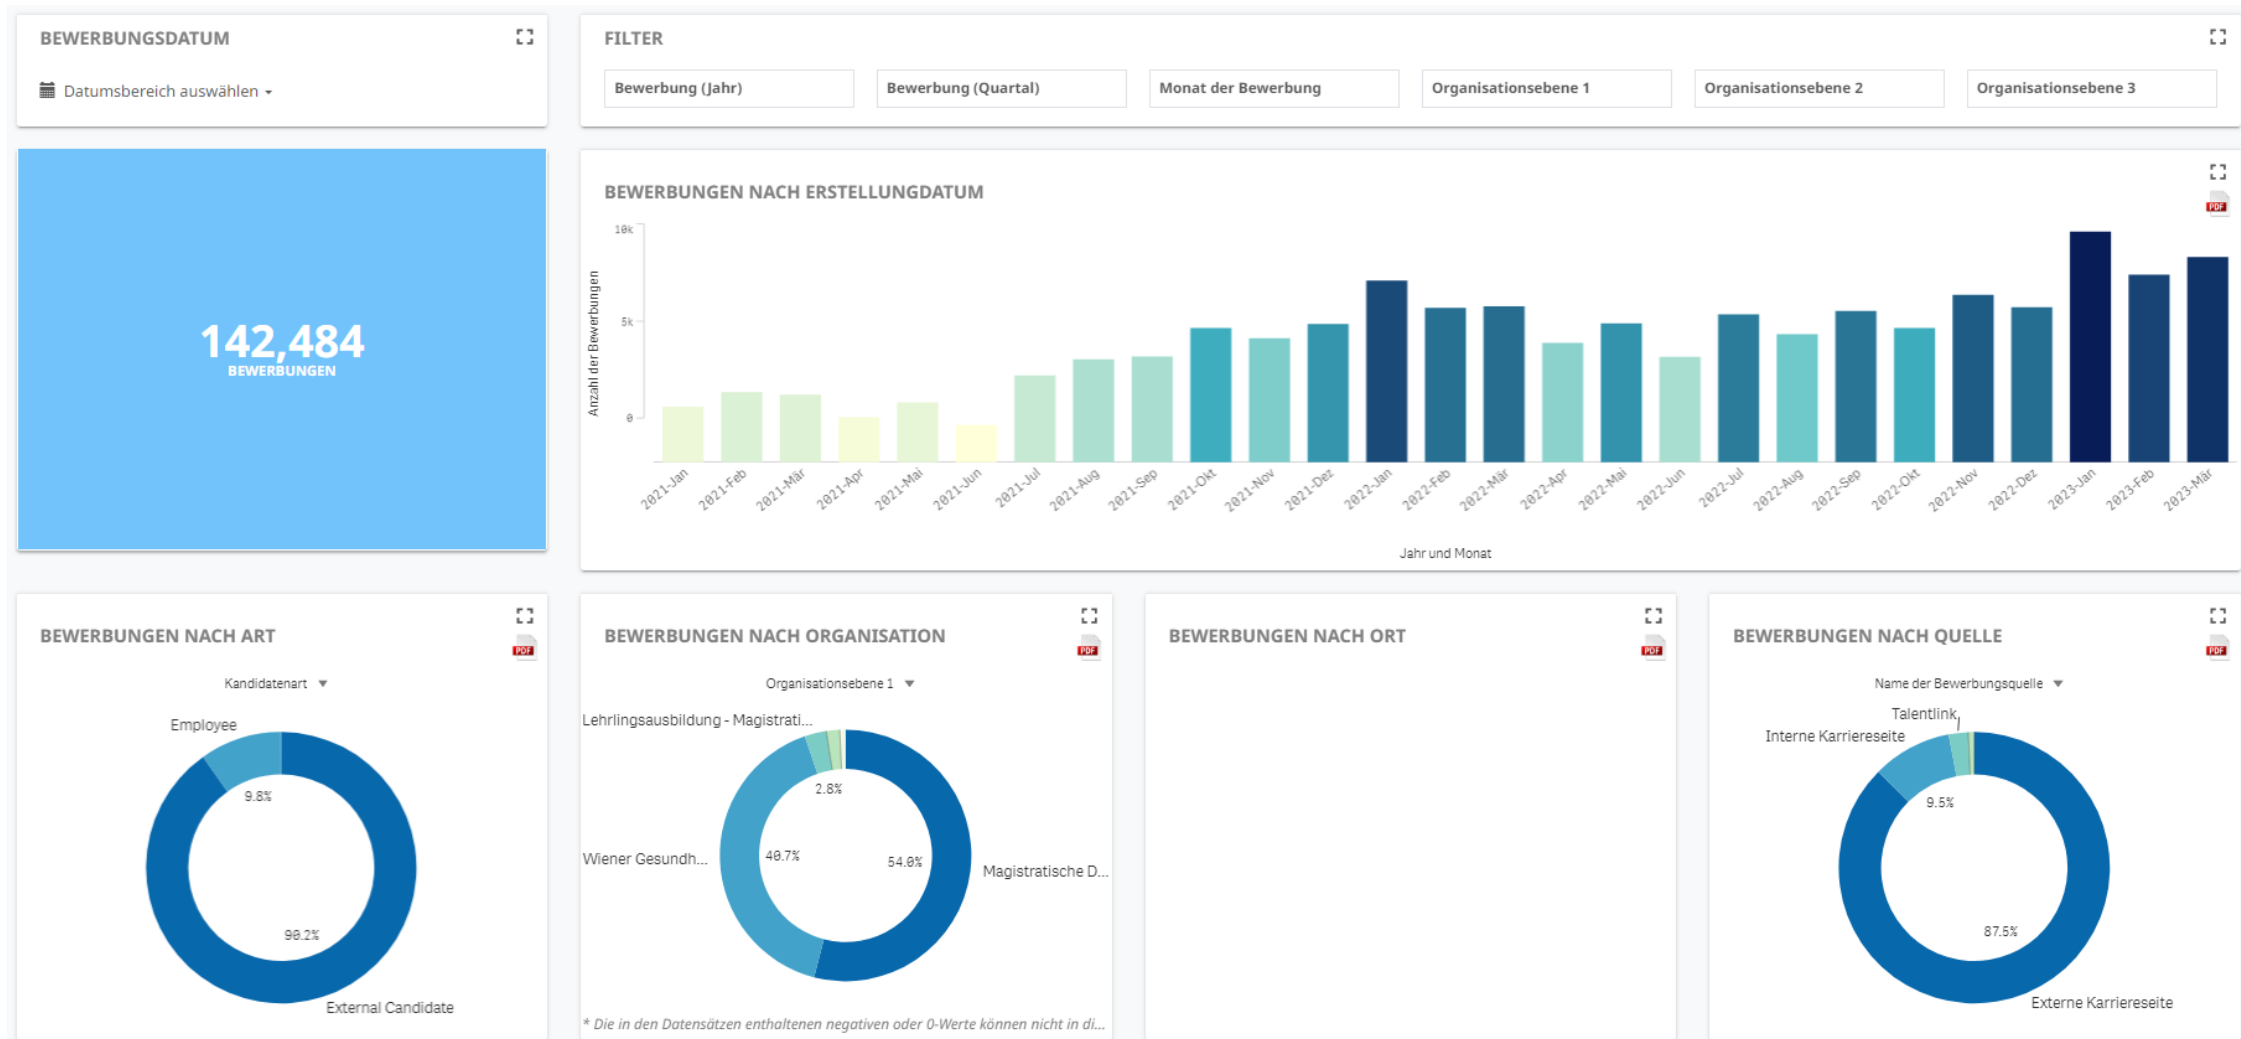 BEWERBUNGSDATUM
Datumsbereich auswählen
FILTER
Bewerbung (Jahr)
Bewerbung (Quartal)
Monat der Bewerbung
Organisationsebene 1
Organisationsebene 2
Organisationsebene 3
142,484
BEWERBUNGEN
BEWERBUNGEN NACH ERSTELLUNGDATUM
PDF
Anzahl der Bewerbungen
10k
5k
0
2021-Jan
2021-Feb
2021-Mär
2021-Apr
2021-Mai
2021-Jun
2021-Jul
2021-Aug
2021-Sep
2021-Okt
2021-Nov
2021-Dez
2022-Jan
2022-Feb
2022-Mär
2022-Apr
2022-Mai
2022-Jun
2022-Jul
2022-Aug
2022-Sep
2022-Okt
2022-Nov
2022-Dez
2023-Jan
2023-Feb
2023-Mär
Jahr und Monat
BEWERBUNGEN NACH ART
PDF
Kandidatenart
Employee
9.8%
90.2%
External Candidate
BEWERBUNGEN NACH ORGANISATION
PDF
Organisationsebene 1
Lehrlingsausbildung - Magistrati...
2.8%
Wiener Gesundh...
40.7%
54.0%
Magistratische D...
* Die in den Datensätzen enthaltenen negativen oder 0-Werte können nicht in di...
BEWERBUNGEN NACH ORT
PDF
BEWERBUNGEN NACH QUELLE
PDF
Name der Bewerbungsquelle
Talentlink
Interne Karriereseite
9.5%
87.5%
Externe Karriereseite